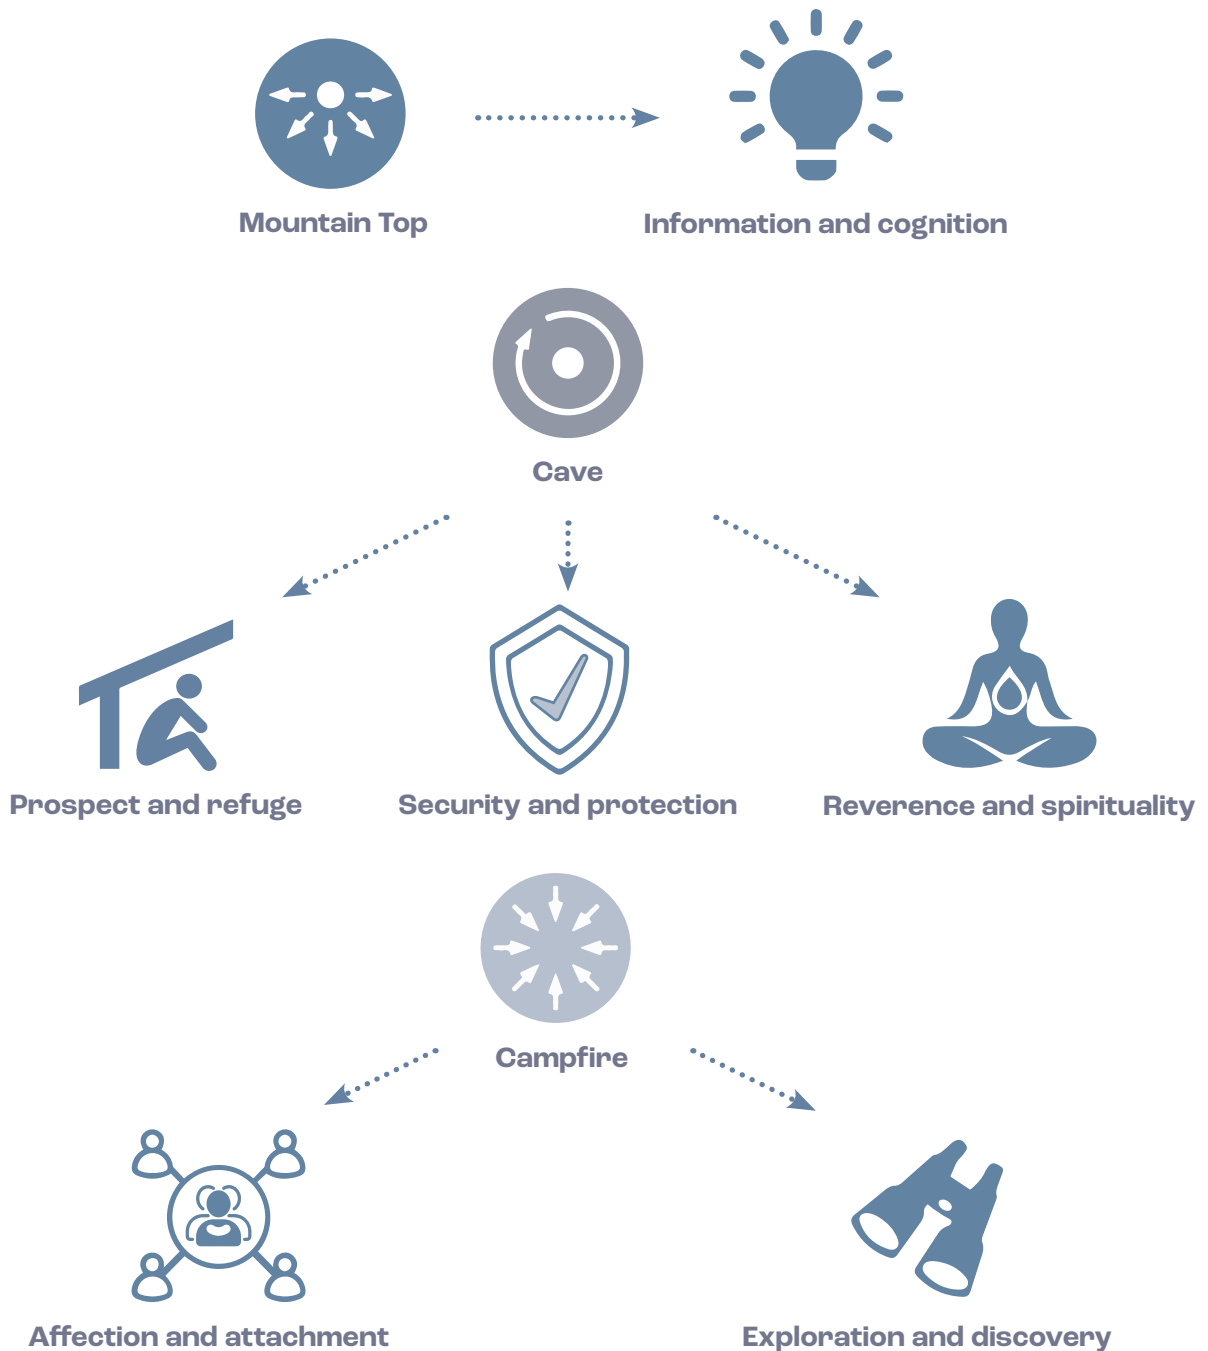 Mountain Top
Information and cognition
Cave
Prospect and refuge
Security and protection
Reverence and spirituality
Campfire
Affection and attachment
Exploration and discovery